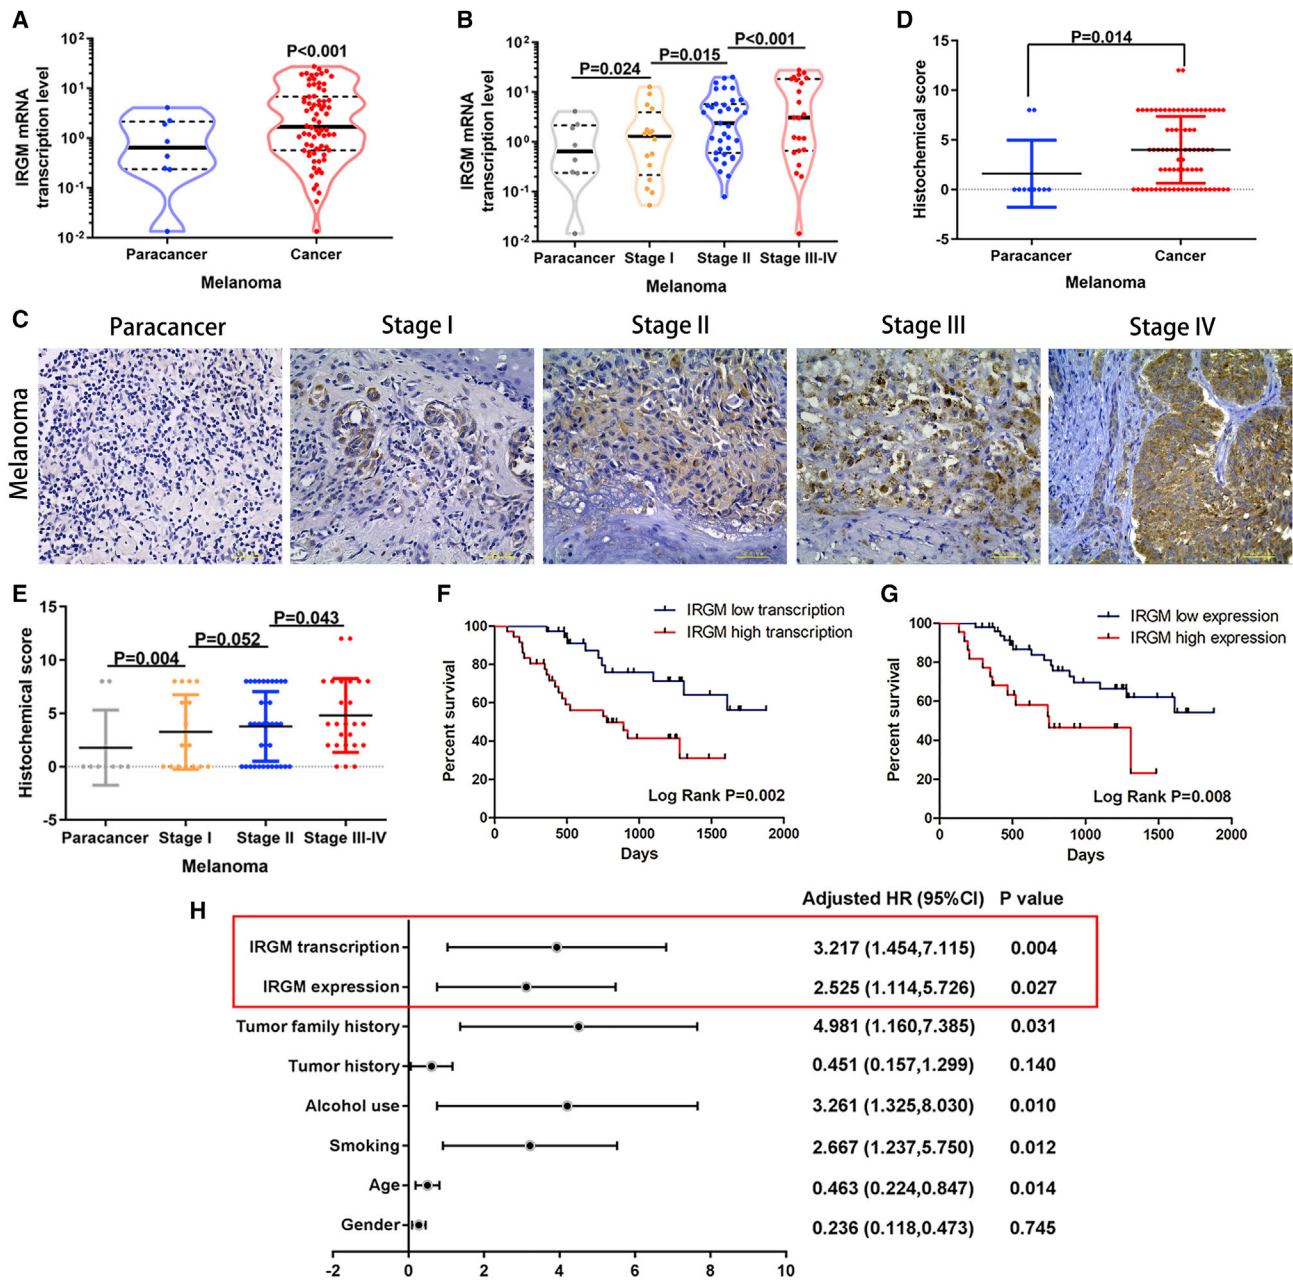 A
P<0.001
IRGM mRNA
transcription level
10²
10¹
10⁰
10⁻¹
10⁻²
Paracancer Cancer
Melanoma
B
P=0.024 P=0.015 P<0.001
IRGM mRNA
transcription level
10²
10¹
10⁰
10⁻¹
10⁻²
Paracancer Stage I Stage II Stage III-IV
Melanoma
D
P=0.014
Histochemical score
15
10
5
0
-5
Paracancer Cancer
Melanoma
C
Paracancer Stage I Stage II Stage III Stage IV
Melanoma
E
P=0.004 P=0.052 P=0.043
Histochemical score
15
10
5
0
-5
Paracancer Stage I Stage II Stage III-IV
Melanoma
F
IRGM low transcription
IRGM high transcription
Percent survival
100
80
60
40
20
0
Log Rank P=0.002
0 500 1000 1500 2000
Days
G
IRGM low expression
IRGM high expression
Percent survival
100
80
60
40
20
0
Log Rank P=0.008
0 500 1000 1500 2000
Days
H
Adjusted HR (95%CI) P value
IRGM transcription 3.217 (1.454,7.115) 0.004
IRGM expression 2.525 (1.114,5.726) 0.027
Tumor family history 4.981 (1.160,7.385) 0.031
Tumor history 0.451 (0.157,1.299) 0.140
Alcohol use 3.261 (1.325,8.030) 0.010
Smoking 2.667 (1.237,5.750) 0.012
Age 0.463 (0.224,0.847) 0.014
Gender 0.236 (0.118,0.473) 0.745
-2 0 2 4 6 8 10